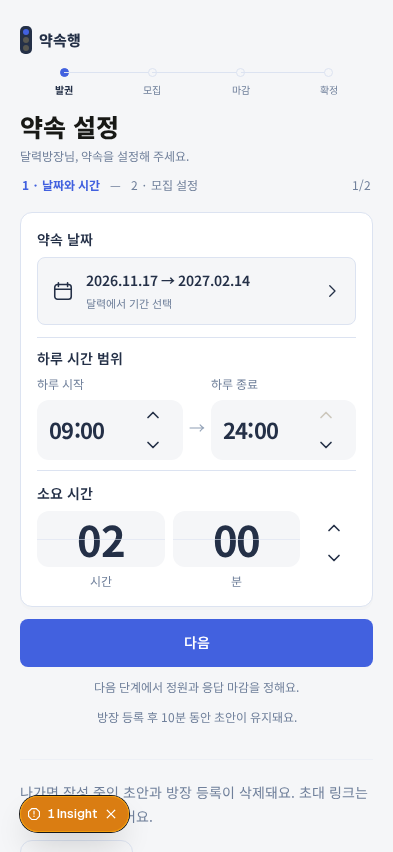 약속행
발권 모집 마감 확정
약속 설정
달력방장님, 약속을 설정해 주세요.
1 · 날짜와 시간 — 2 · 모집 설정 1/2
약속 날짜
2026.11.17 → 2027.02.14
달력에서 기간 선택
하루 시간 범위
하루 시작 하루 종료
09:00 → 24:00
소요 시간
02 00
시간 분
다음
다음 단계에서 정원과 응답 마감을 정해요.
방장 등록 후 10분 동안 초안이 유지돼요.
나가면 작성 중인 초안과 방장 등록이 삭제돼요. 초대 링크는
1 Insight